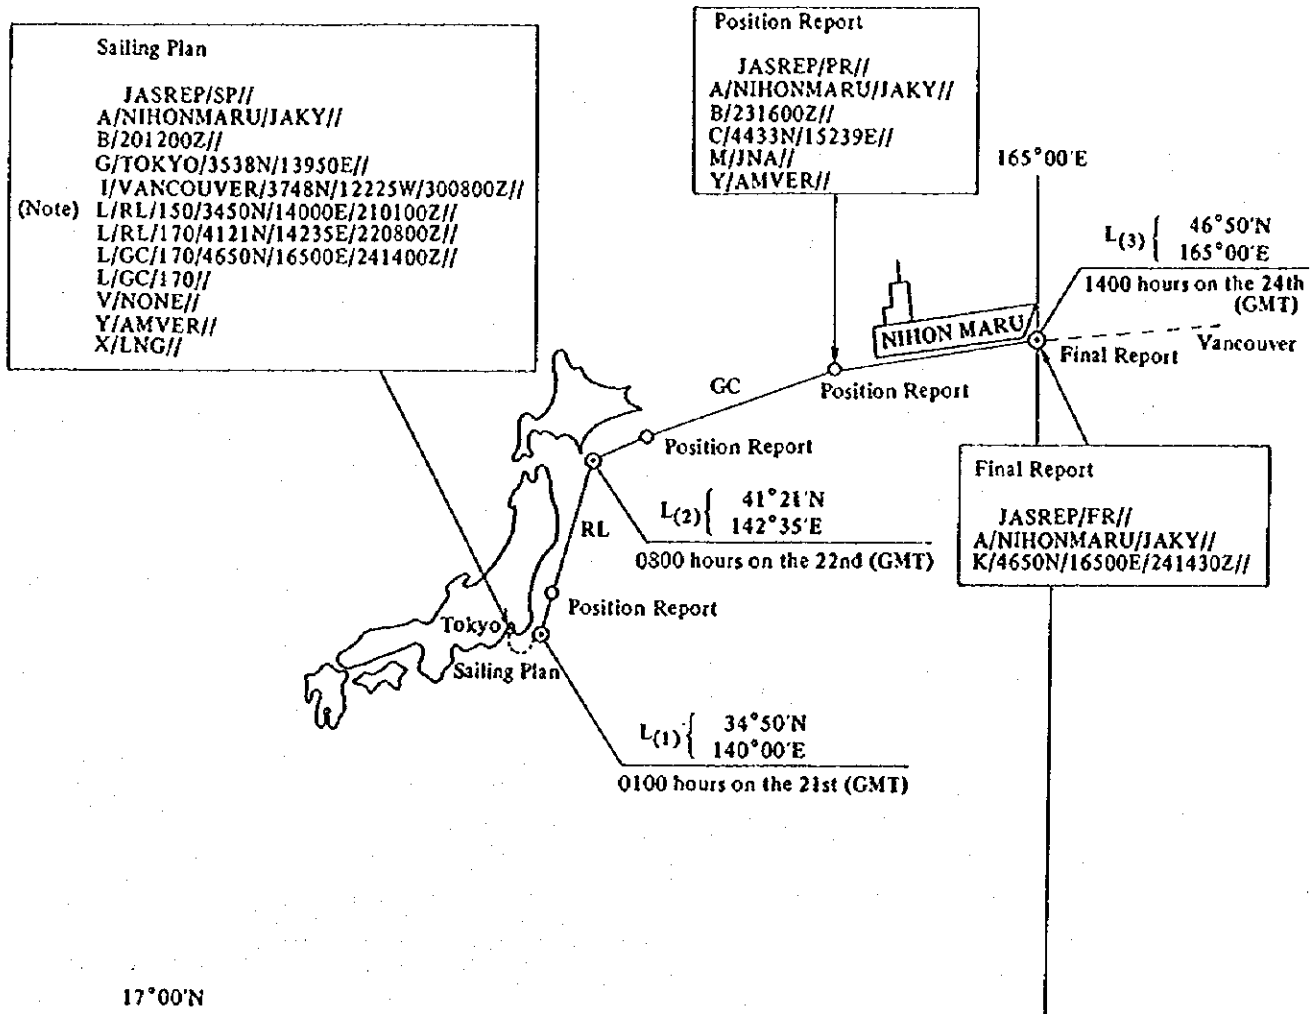 Sailing Plan
JASREP/SP//
A/NIHONMARU/JAKY//
B/201200Z//
G/TOKYO/3538N/13950E//
I/VANCOUVER/3748N/12225W/300800Z//
(Note) L/RL/150/3450N/14000E/210100Z//
L/RL/170/4121N/14235E/220800Z//
L/GC/170/4650N/16500E/241400Z//
L/GC/170//
V/NONE//
Y/AMVER//
X/LNG//
Position Report
JASREP/PR//
A/NIHONMARU/JAKY//
B/231600Z//
C/4433N/15239E//
M/JNA//
Y/AMVER//
165°00'E
L(3) { 46°50'N
165°00'E
1400 hours on the 24th
(GMT)
NIHON MARU
Final Report
Vancouver
Position Report
GC
Position Report
L(2) { 41°21'N
142°35'E
0800 hours on the 22nd (GMT)
RL
Final Report
JASREP/FR//
A/NIHONMARU/JAKY//
K/4650N/16500E/241430Z//
Position Report
Tokyo
Sailing Plan
L(1) { 34°50'N
140°00'E
0100 hours on the 21st (GMT)
17°00'N